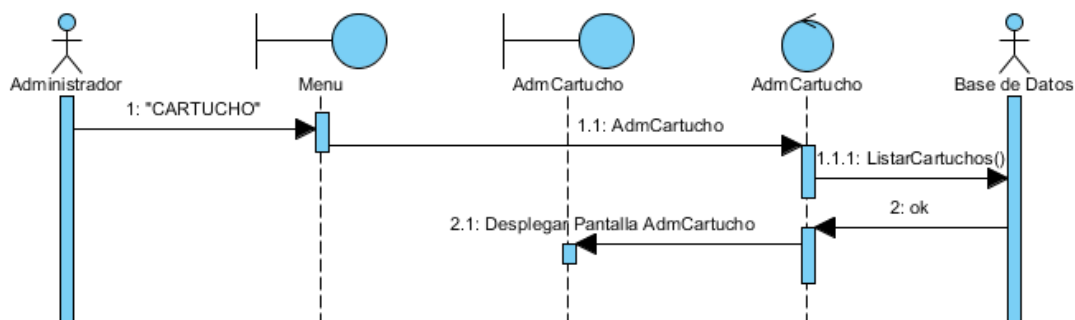 Administrador
Menu
AdmCartucho
AdmCartucho
Base de Datos
1: "CARTUCHO"
1.1: AdmCartucho
1.1.1: ListarCartuchos()
2: ok
2.1: Desplegar Pantalla AdmCartucho